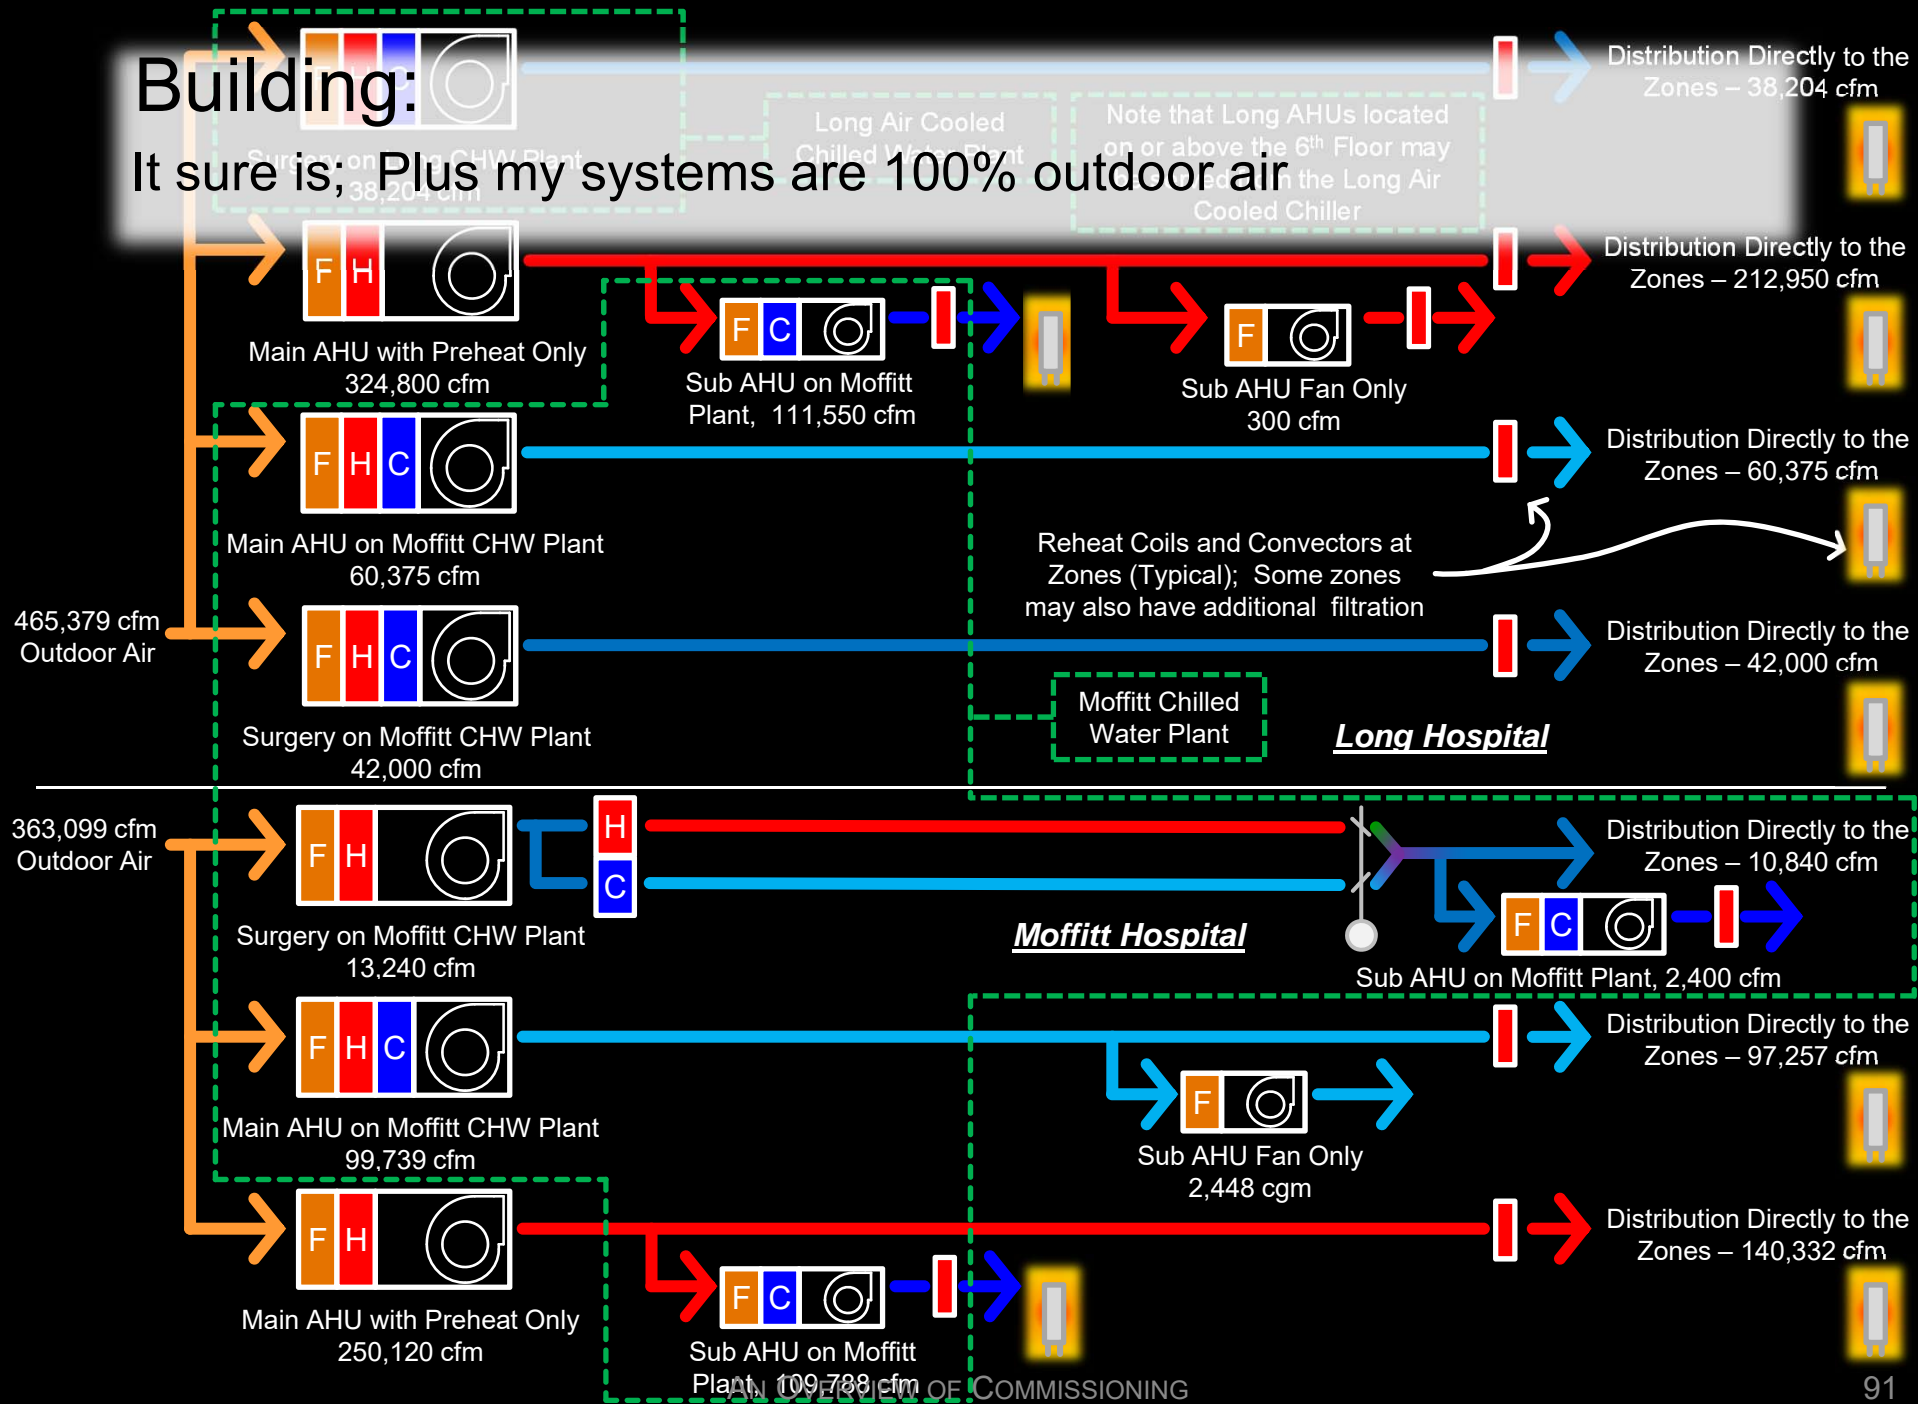 Building:
It sure is;  Plus my systems are 100% outdoor air
F H C
Surgery on Long CHW Plant
38,204 cfm
Long Air Cooled
Chilled Water Plant
Note that Long AHUs located
on or above the 6th Floor may
be served from the Long Air
Cooled Chiller
Distribution Directly to the
Zones – 38,204 cfm
F H
Main AHU with Preheat Only
324,800 cfm
F C
Sub AHU on Moffitt
Plant,  111,550 cfm
F
Sub AHU Fan Only
300 cfm
Distribution Directly to the
Zones – 212,950 cfm
F H C
Main AHU on Moffitt CHW Plant
60,375 cfm
Distribution Directly to the
Zones – 60,375 cfm
Reheat Coils and Convectors at
Zones (Typical);  Some zones
may also have additional  filtration
465,379 cfm
Outdoor Air
F H C
Surgery on Moffitt CHW Plant
42,000 cfm
Distribution Directly to the
Zones – 42,000 cfm
Moffitt Chilled
Water Plant
Long Hospital
363,099 cfm
Outdoor Air
F H
H
C
Surgery on Moffitt CHW Plant
13,240 cfm
Moffitt Hospital
Distribution Directly to the
Zones – 10,840 cfm
F C
Sub AHU on Moffitt Plant, 2,400 cfm
F H C
Main AHU on Moffitt CHW Plant
99,739 cfm
F
Sub AHU Fan Only
2,448 cgm
Distribution Directly to the
Zones – 97,257 cfm
F H
Main AHU with Preheat Only
250,120 cfm
F C
Sub AHU on Moffitt
Plant,  109,788 cfm
Distribution Directly to the
Zones – 140,332 cfm
AN OVERVIEW OF COMMISSIONING
91